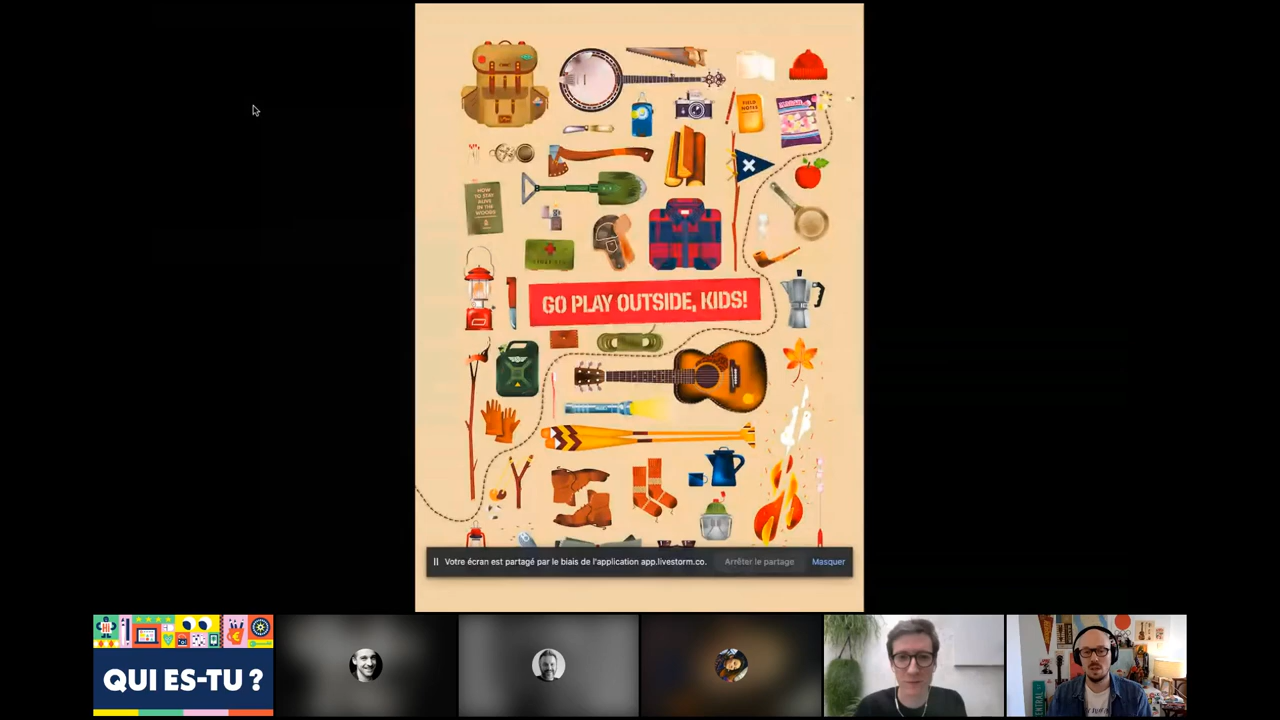 FIELD
NOTES
HOW
TO STAY
ALIVE
IN THE
WOODS
GO PLAY OUTSIDE, KIDS!
Votre écran est partagé par le biais de l'application app.livestorm.co.
Arrêter le partage
Masquer
HI
QUI ES-TU ?